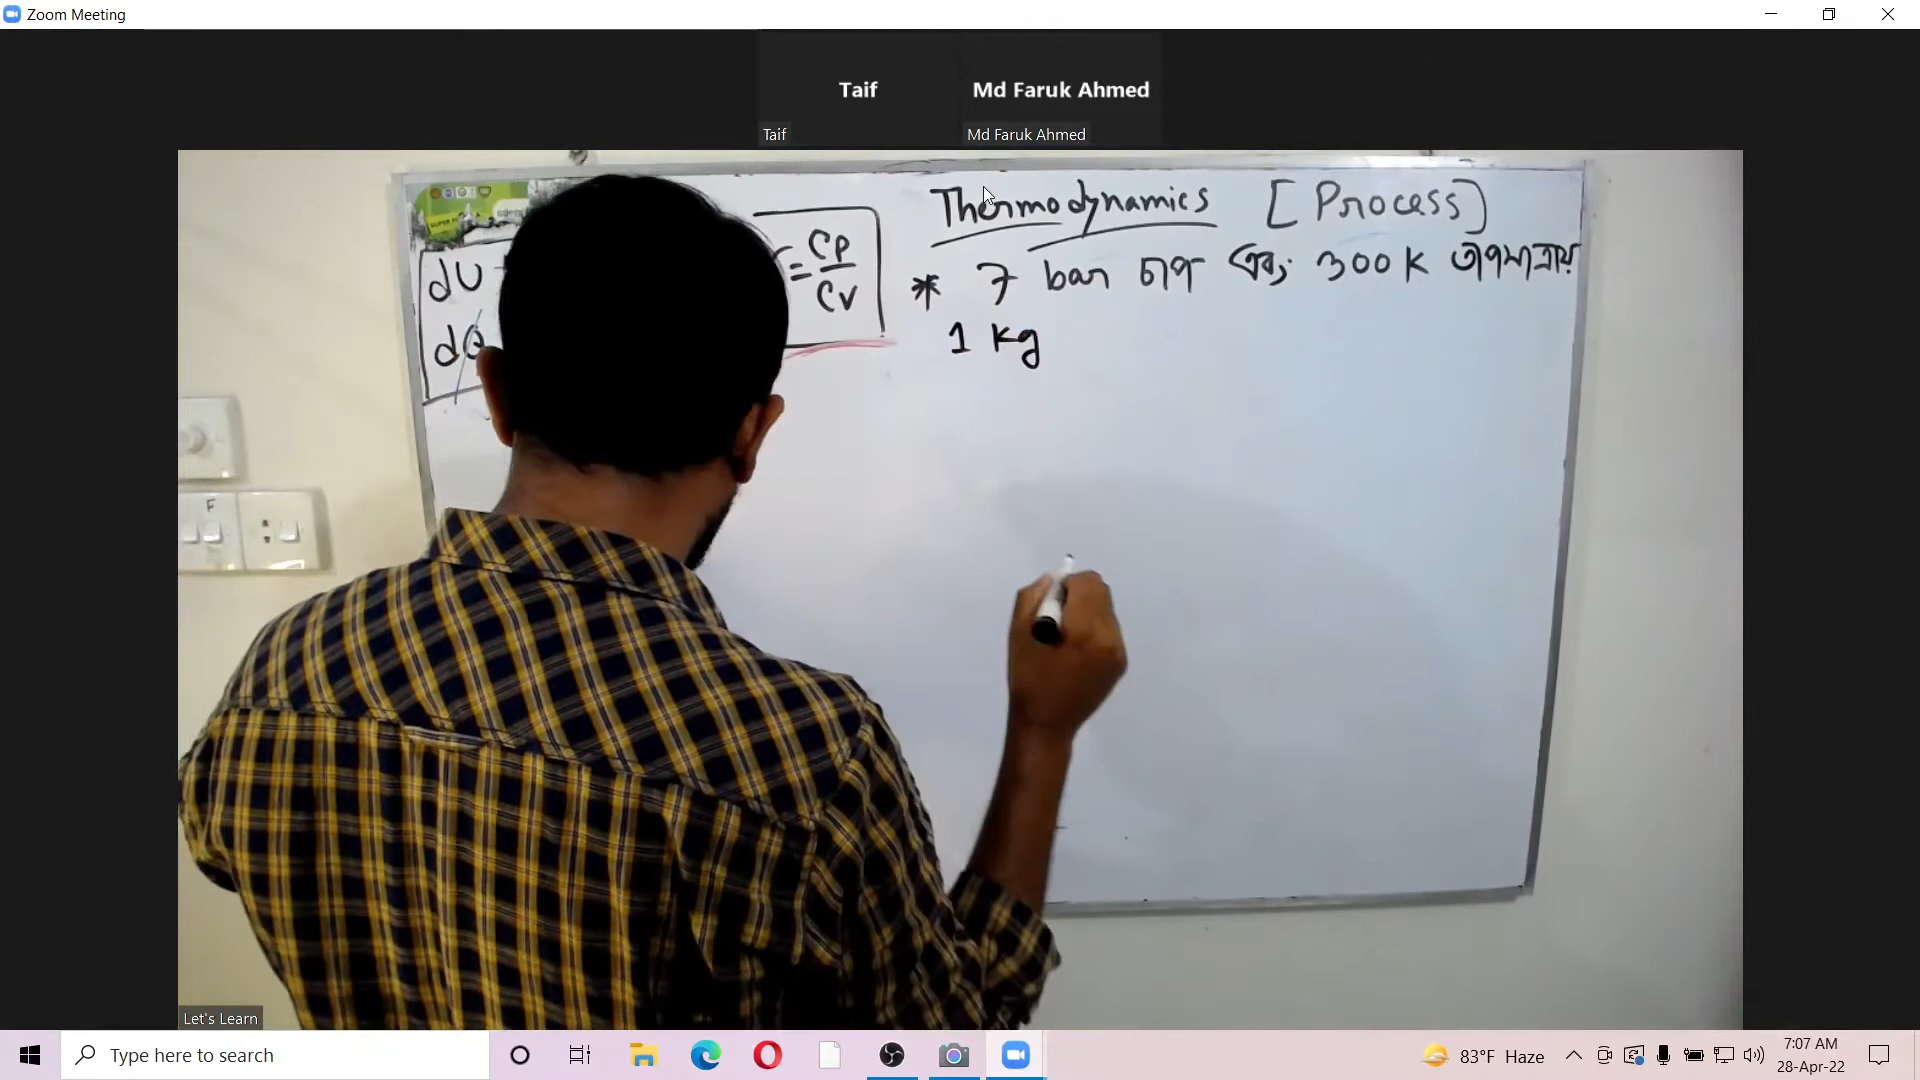 Zoom Meeting
Taif
Md Faruk Ahmed
Taif
Md Faruk Ahmed
Thermodynamics [Process]
* 7 bar চাপ এবং 300K তাপমাত্রায়
1 kg
dU
dQ
= Cp
Cv
F
Let's Learn
Type here to search
83°F Haze
7:07 AM
28-Apr-22